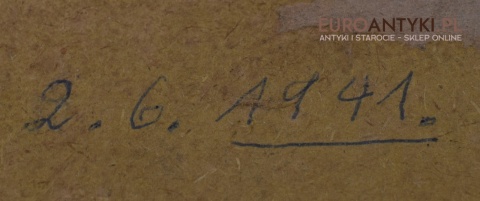 EUROANTYKI.PL
ANTYKI I STAROCIE - SKLEP ONLINE
2. 6. 1941.